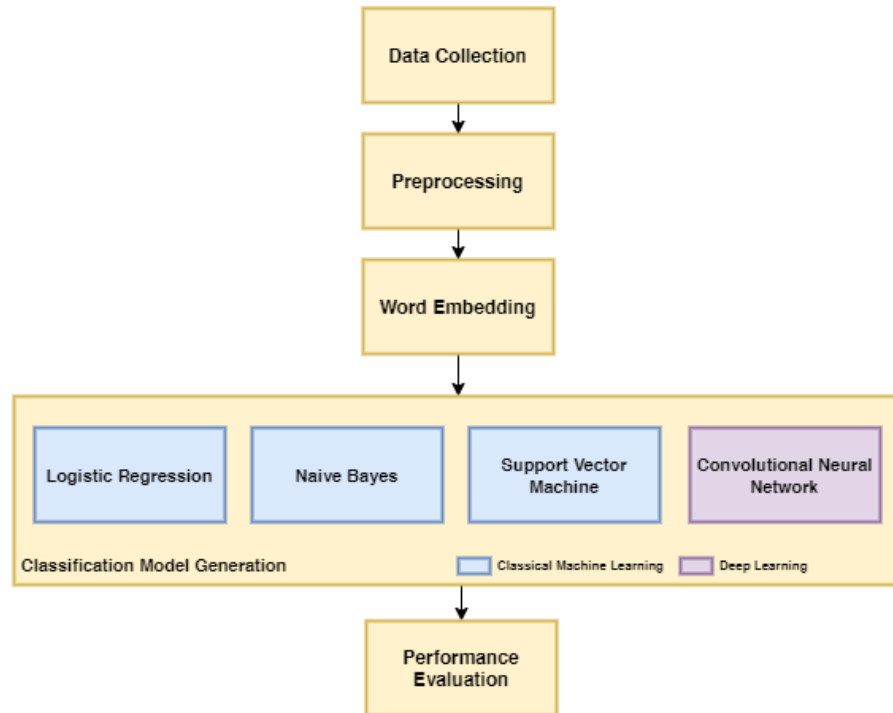 Data Collection
Preprocessing
Word Embedding
Logistic Regression
Naive Bayes
Support Vector
Machine
Convolutional Neural
Network
Classification Model Generation
Classical Machine Learning
Deep Learning
Performance
Evaluation